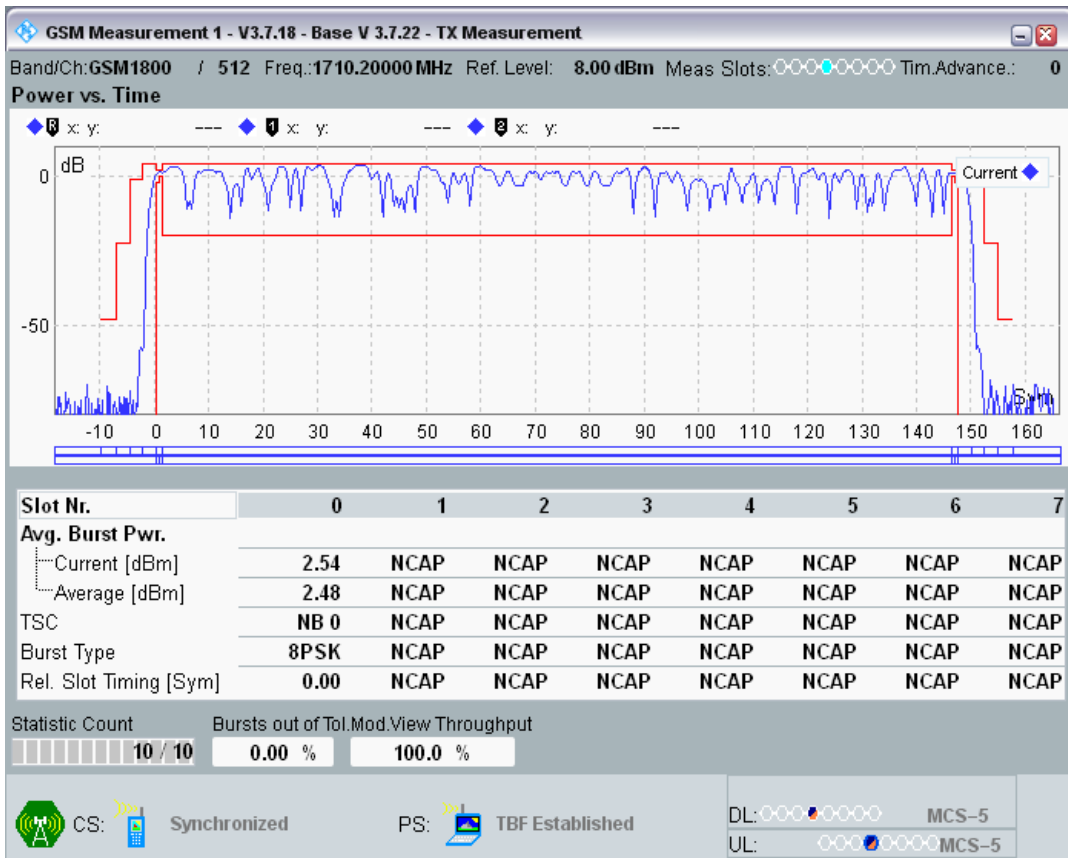 GSM Measurement 1 - V3.7.18 - Base V 3.7.22 - TX Measurement
Band/Ch:GSM1800 / 512 Freq.:1710.20000 MHz Ref. Level: 8.00 dBm Meas Slots: Tim.Advance.: 0
Power vs. Time
R x: y: --- 1 x: y: --- 2 x: y: ---
dB
Current
0
-50
Sym
-10 0 10 20 30 40 50 60 70 80 90 100 110 120 130 140 150 160
Slot Nr. 0 1 2 3 4 5 6 7
Avg. Burst Pwr.
Current [dBm] 2.54 NCAP NCAP NCAP NCAP NCAP NCAP NCAP
Average [dBm] 2.48 NCAP NCAP NCAP NCAP NCAP NCAP NCAP
TSC NB 0 NCAP NCAP NCAP NCAP NCAP NCAP NCAP
Burst Type 8PSK NCAP NCAP NCAP NCAP NCAP NCAP NCAP
Rel. Slot Timing [Sym] 0.00 NCAP NCAP NCAP NCAP NCAP NCAP NCAP
Statistic Count Bursts out of Tol.Mod.View Throughput
10 / 10 0.00 % 100.0 %
CS: Synchronized PS: TBF Established
DL: MCS-5
UL: MCS-5